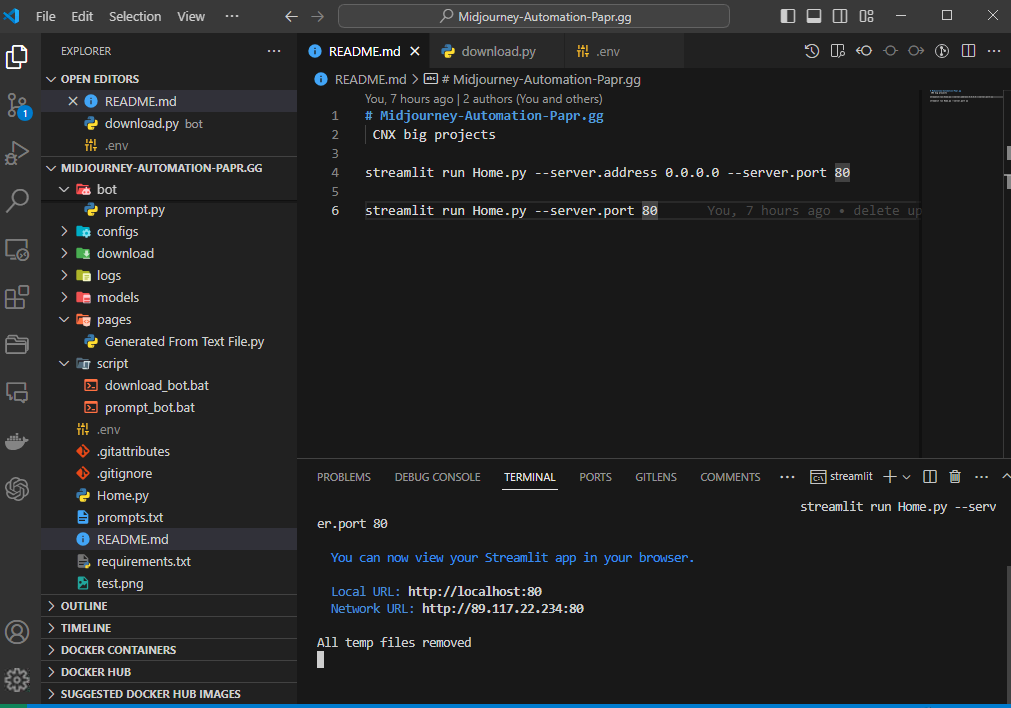 File Edit Selection View ··· Midjourney-Automation-Papr.gg
EXPLORER ···
OPEN EDITORS
README.md
download.py bot
.env
MIDJOURNEY-AUTOMATION-PAPR.GG
bot
prompt.py
configs
download
logs
models
pages
Generated From Text File.py
script
download_bot.bat
prompt_bot.bat
.env
.gitattributes
.gitignore
Home.py
prompts.txt
README.md
requirements.txt
test.png
OUTLINE
TIMELINE
DOCKER CONTAINERS
DOCKER HUB
SUGGESTED DOCKER HUB IMAGES
1
README.md download.py .env
README.md > # Midjourney-Automation-Papr.gg
You, 7 hours ago | 2 authors (You and others)
1 # Midjourney-Automation-Papr.gg
2 CNX big projects
3
4 streamlit run Home.py --server.address 0.0.0.0 --server.port 80
5
6 streamlit run Home.py --server.port 80 You, 7 hours ago • delete up
PROBLEMS DEBUG CONSOLE TERMINAL PORTS GITLENS COMMENTS ··· streamlit ···
streamlit run Home.py --serv
er.port 80
You can now view your Streamlit app in your browser.
Local URL: http://localhost:80
Network URL: http://89.117.22.234:80
All temp files removed